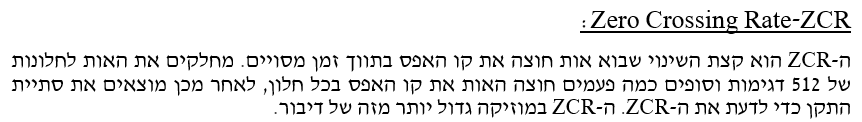 Zero Crossing Rate-ZCR :
ה-ZCR הוא קצת השינוי שבוא אות חוצה את קו האפס בתווך זמן מסויים. מחלקים את האות לחלונות
של 512 דגימות וסופים כמה פעמים חוצה האות את קו האפס בכל חלון, לאחר מכן מוצאים את סתיית
התקן כדי לדעת את ה-ZCR. ה-ZCR במוזיקה גדול יותר מזה של דיבור.